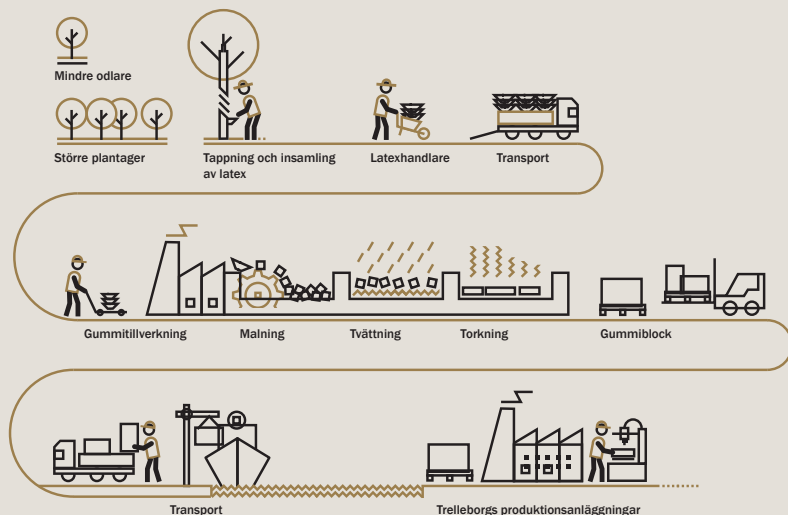 Mindre odlare
Större plantager
Tappning och insamling
av latex
Latexhandlare
Transport
Gummitillverkning
Malning
Tvättning
Torkning
Gummiblock
Transport
Trelleborgs produktionsanläggningar